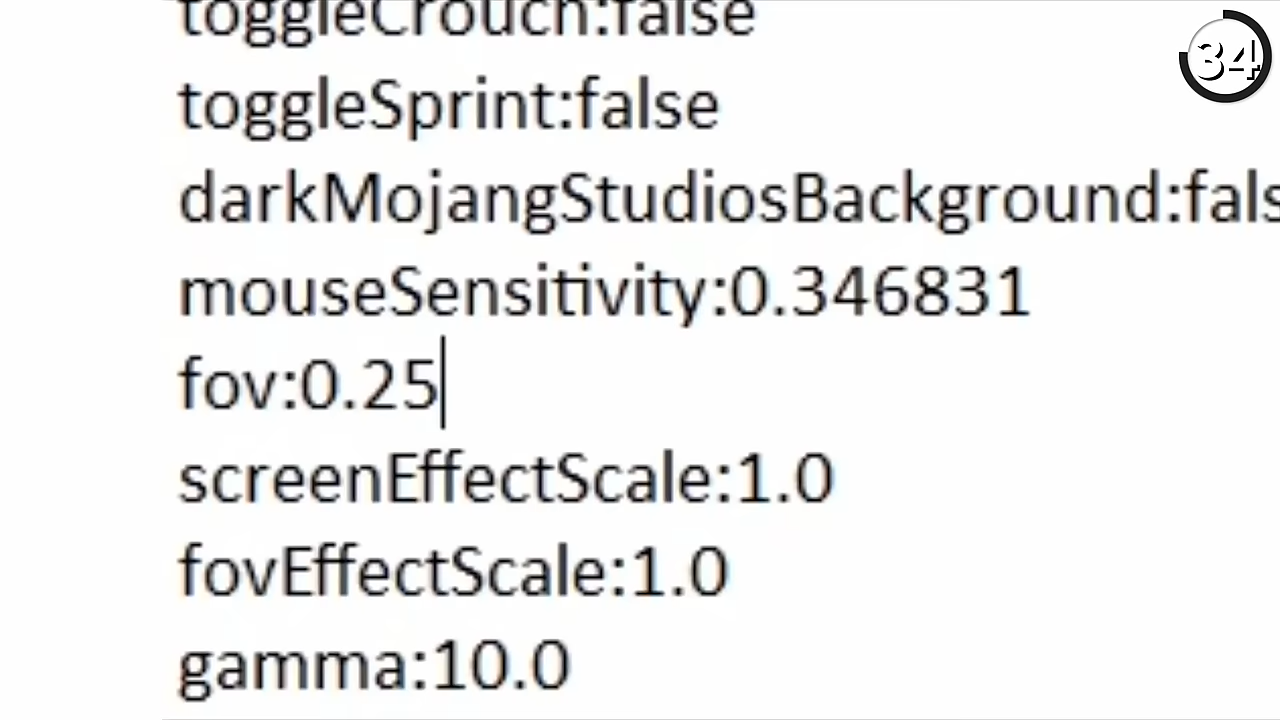 34
toggleCrouch:false
toggleSprint:false
darkMojangStudiosBackground:fals
mouseSensitivity:0.346831
fov:0.25
screenEffectScale:1.0
fovEffectScale:1.0
gamma:10.0